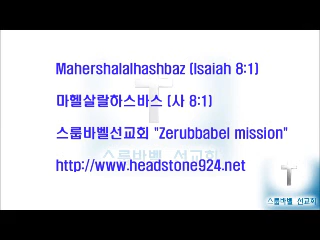 Mahershalalhashbaz (Isaiah 8:1)
마헬살랄하스바스 (사 8:1)
스룹바벨선교회 "Zerubbabel mission"
http://www.headstone924.net
T
스룹바벨 선교회